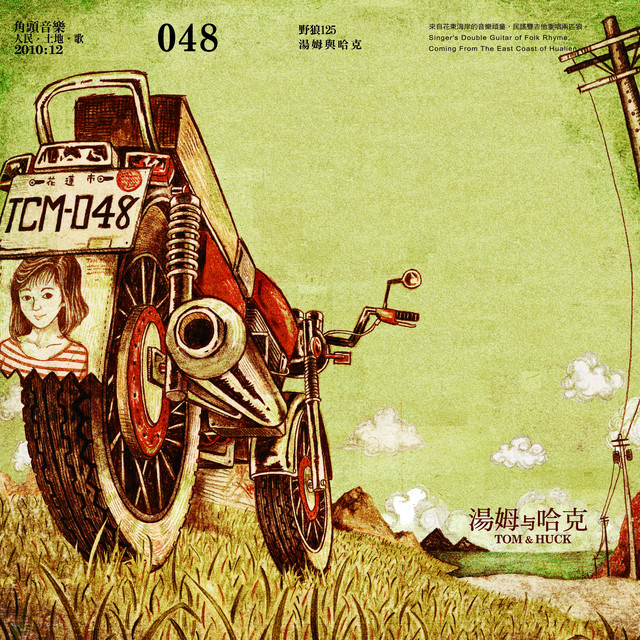 角頭音樂
人民・土地・歌
2010:12
048
野狼125
湯姆與哈克
來自花東海岸的音樂頑童・民謠雙吉他重唱兩匹狼。
Singer's Double Guitar of Folk Rhyme,
Coming From The East Coast of Hualien.
花蓮市
TCM-048
湯姆与哈克
TOM & HUCK